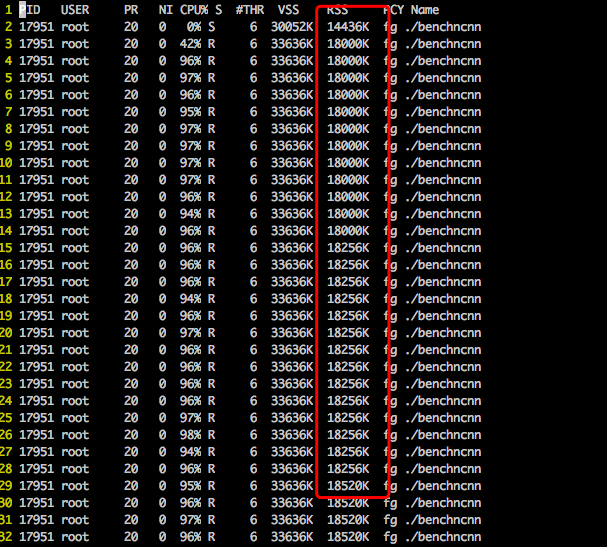 1 PID USER PR NI CPU% S #THR VSS RSS PCY Name
2 17951 root 20 0 0% S 6 30052K 14436K fg ./benchncnn
3 17951 root 20 0 42% R 6 33636K 18000K fg ./benchncnn
4 17951 root 20 0 96% R 6 33636K 18000K fg ./benchncnn
5 17951 root 20 0 97% R 6 33636K 18000K fg ./benchncnn
6 17951 root 20 0 96% R 6 33636K 18000K fg ./benchncnn
7 17951 root 20 0 95% R 6 33636K 18000K fg ./benchncnn
8 17951 root 20 0 97% R 6 33636K 18000K fg ./benchncnn
9 17951 root 20 0 97% R 6 33636K 18000K fg ./benchncnn
10 17951 root 20 0 97% R 6 33636K 18000K fg ./benchncnn
11 17951 root 20 0 97% R 6 33636K 18000K fg ./benchncnn
12 17951 root 20 0 96% R 6 33636K 18000K fg ./benchncnn
13 17951 root 20 0 94% R 6 33636K 18000K fg ./benchncnn
14 17951 root 20 0 96% R 6 33636K 18000K fg ./benchncnn
15 17951 root 20 0 96% R 6 33636K 18256K fg ./benchncnn
16 17951 root 20 0 96% R 6 33636K 18256K fg ./benchncnn
17 17951 root 20 0 96% R 6 33636K 18256K fg ./benchncnn
18 17951 root 20 0 94% R 6 33636K 18256K fg ./benchncnn
19 17951 root 20 0 96% R 6 33636K 18256K fg ./benchncnn
20 17951 root 20 0 97% R 6 33636K 18256K fg ./benchncnn
21 17951 root 20 0 96% R 6 33636K 18256K fg ./benchncnn
22 17951 root 20 0 96% R 6 33636K 18256K fg ./benchncnn
23 17951 root 20 0 96% R 6 33636K 18256K fg ./benchncnn
24 17951 root 20 0 96% R 6 33636K 18256K fg ./benchncnn
25 17951 root 20 0 97% R 6 33636K 18256K fg ./benchncnn
26 17951 root 20 0 98% R 6 33636K 18256K fg ./benchncnn
27 17951 root 20 0 94% R 6 33636K 18256K fg ./benchncnn
28 17951 root 20 0 96% R 6 33636K 18256K fg ./benchncnn
29 17951 root 20 0 95% R 6 33636K 18520K fg ./benchncnn
30 17951 root 20 0 96% R 6 33636K 18520K fg ./benchncnn
31 17951 root 20 0 97% R 6 33636K 18520K fg ./benchncnn
32 17951 root 20 0 96% R 6 33636K 18520K fg ./benchncnn